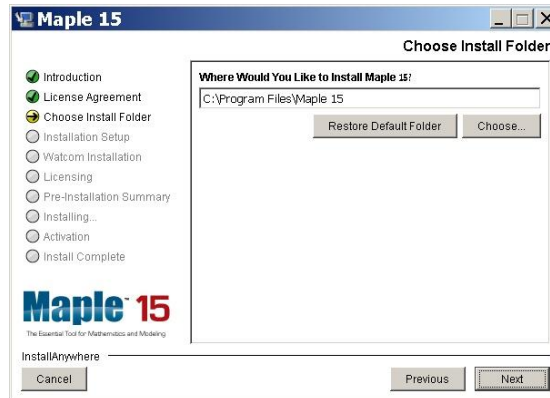 Maple 15
Choose Install Folder
Introduction
License Agreement
Choose Install Folder
Installation Setup
Watcom Installation
Licensing
Pre-Installation Summary
Installing...
Activation
Install Complete
Where Would You Like to Install Maple 15?
C:\Program Files\Maple 15
Restore Default Folder
Choose...
Maple 15
The Essential Tool for Mathematics and Modeling
InstallAnywhere
Cancel
Previous
Next